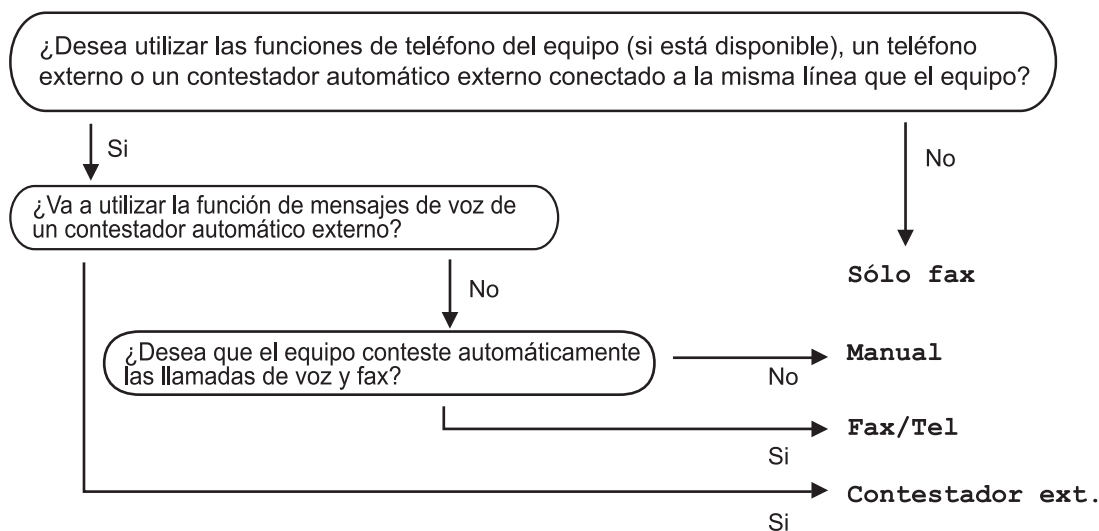 ¿Desea utilizar las funciones de teléfono del equipo (si está disponible), un teléfono
externo o un contestador automático externo conectado a la misma línea que el equipo?
Si
No
¿Va a utilizar la función de mensajes de voz de
un contestador automático externo?
Sólo fax
No
¿Desea que el equipo conteste automáticamente
las llamadas de voz y fax?
Manual
No
Fax/Tel
Si
Contestador ext.
Si